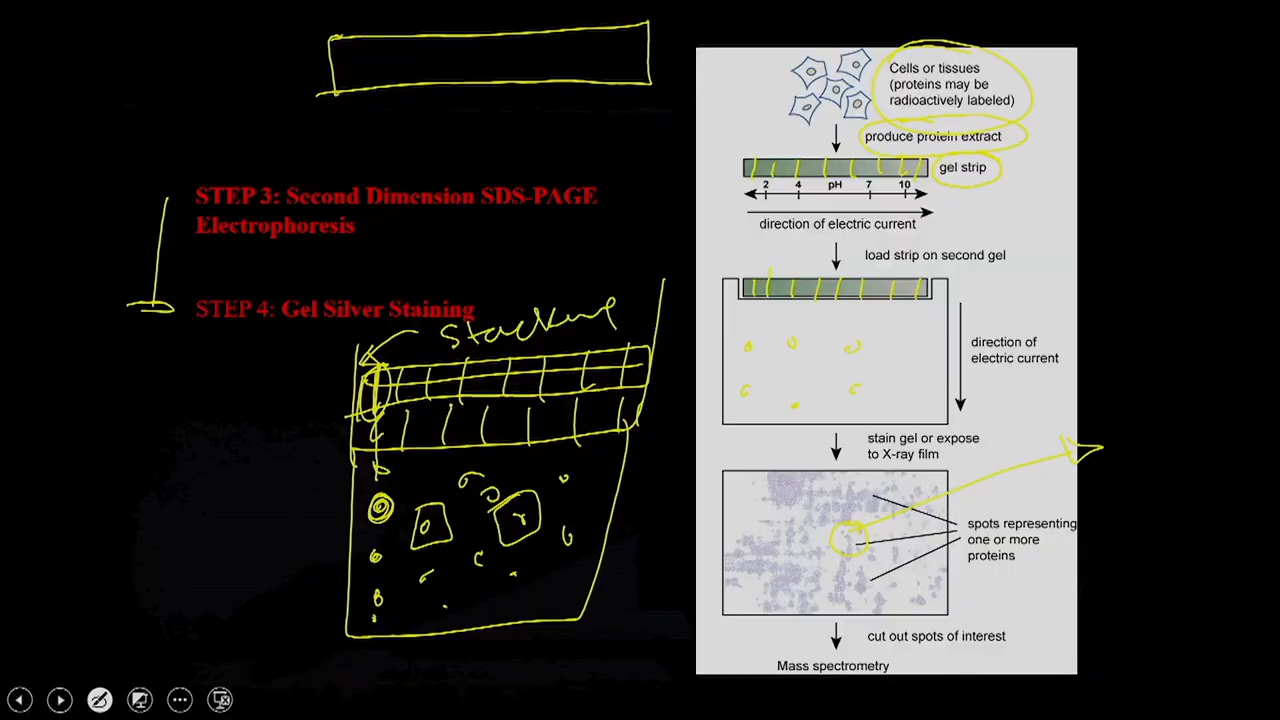 STEP 3: Second Dimension SDS-PAGE
Electrophoresis
STEP 4: Gel Silver Staining
stacking
Cells or tissues
(proteins may be
radioactively labeled)
produce protein extract
gel strip
2 4 pH 7 10
direction of electric current
load strip on second gel
direction of
electric current
stain gel or expose
to X-ray film
spots representing
one or more
proteins
cut out spots of interest
Mass spectrometry